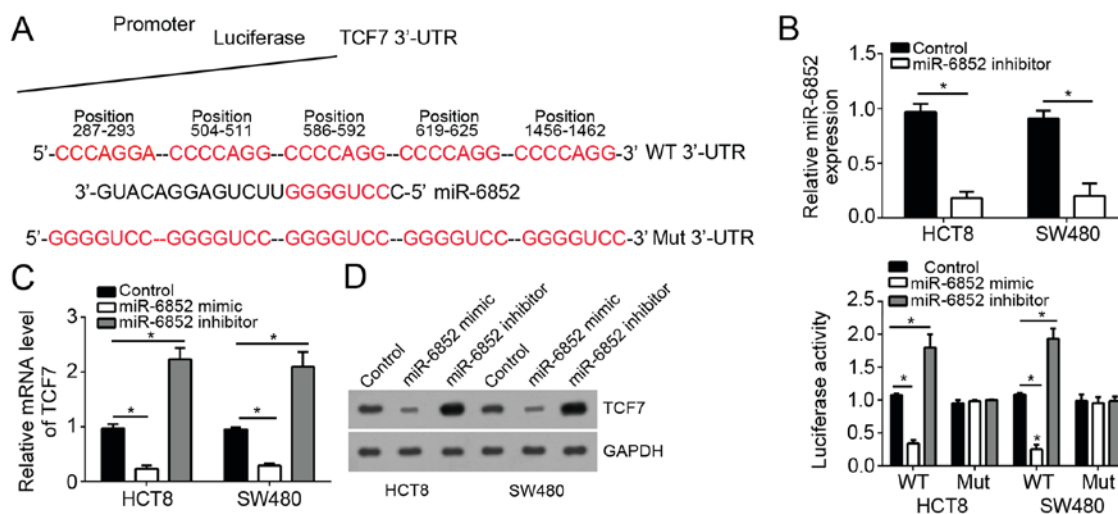 A
Promoter
Luciferase
TCF7 3’-UTR
Position Position Position Position Position
287-293 504-511 586-592 619-625 1456-1462
5’-CCCAGGA--CCCCAGG--CCCCAGG--CCCCAGG--CCCCAGG-3’ WT 3’-UTR
3’-GUACAGGAGUCUUGGGGUCCC-5’ miR-6852
5’-GGGGUCC--GGGGUCC--GGGGUCC--GGGGUCC--GGGGUCC-3’ Mut 3’-UTR
B
Control
miR-6852 inhibitor
Relative miR-6852
expression
1.5
1.0
0.5
0.0
* *
HCT8 SW480
Control
miR-6852 mimic
miR-6852 inhibitor
Luciferase activity
2.5
2.0
1.5
1.0
0.5
0.0
* *
* *
*
WT Mut WT Mut
HCT8 SW480
C
Control
miR-6852 mimic
miR-6852 inhibitor
Relative mRNA level
of TCF7
3
2
1
0
* *
* *
HCT8 SW480
D
Control miR-6852 mimic miR-6852 inhibitor Control miR-6852 mimic miR-6852 inhibitor
TCF7
GAPDH
HCT8 SW480